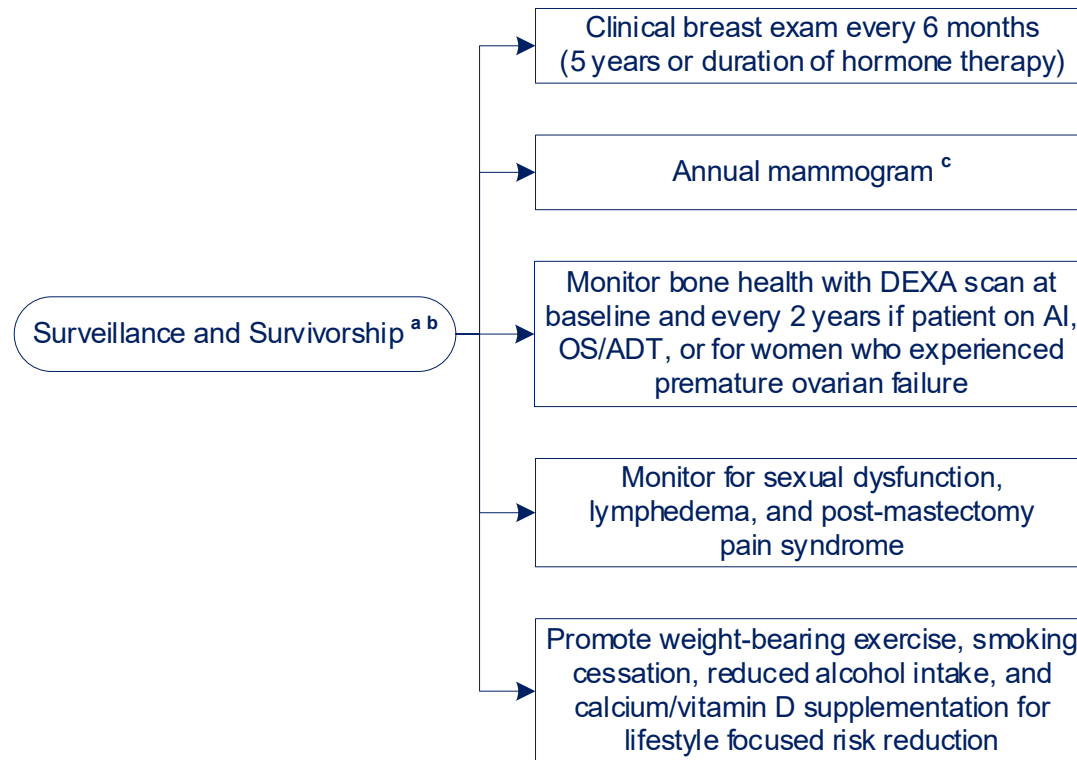 Clinical breast exam every 6 months
(5 years or duration of hormone therapy)
Annual mammogram c
Monitor bone health with DEXA scan at
baseline and every 2 years if patient on AI,
OS/ADT, or for women who experienced
premature ovarian failure
Surveillance and Survivorship a b
Monitor for sexual dysfunction,
lymphedema, and post-mastectomy
pain syndrome
Promote weight-bearing exercise, smoking
cessation, reduced alcohol intake, and
calcium/vitamin D supplementation for
lifestyle focused risk reduction